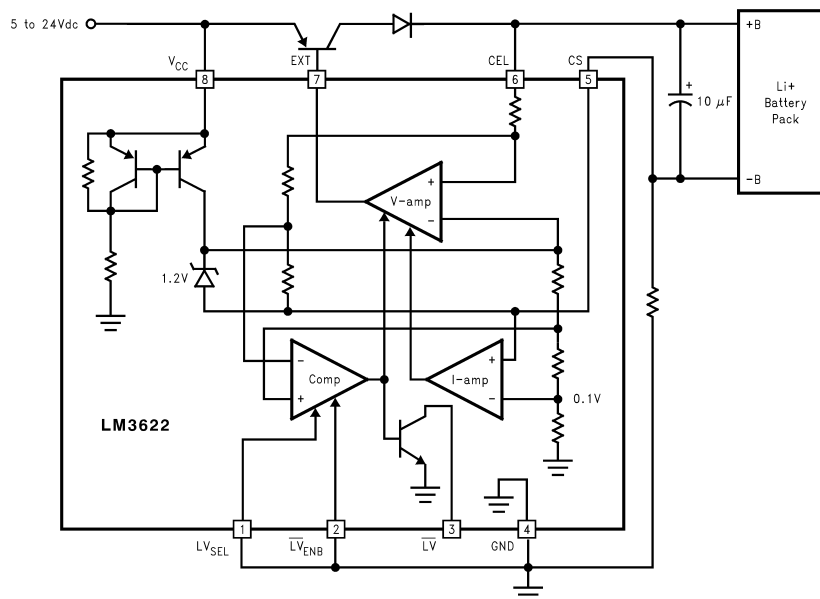 5 to 24Vdc
+B
VCC
EXT
CEL
CS
8
7
6
5
+
10 μF
Li+
Battery
Pack
+
V-amp
−
−B
1.2V
−
Comp
+
+
I-amp
−
0.1V
LM3622
1
2
3
4
LVSEL
LVENB
LV
GND